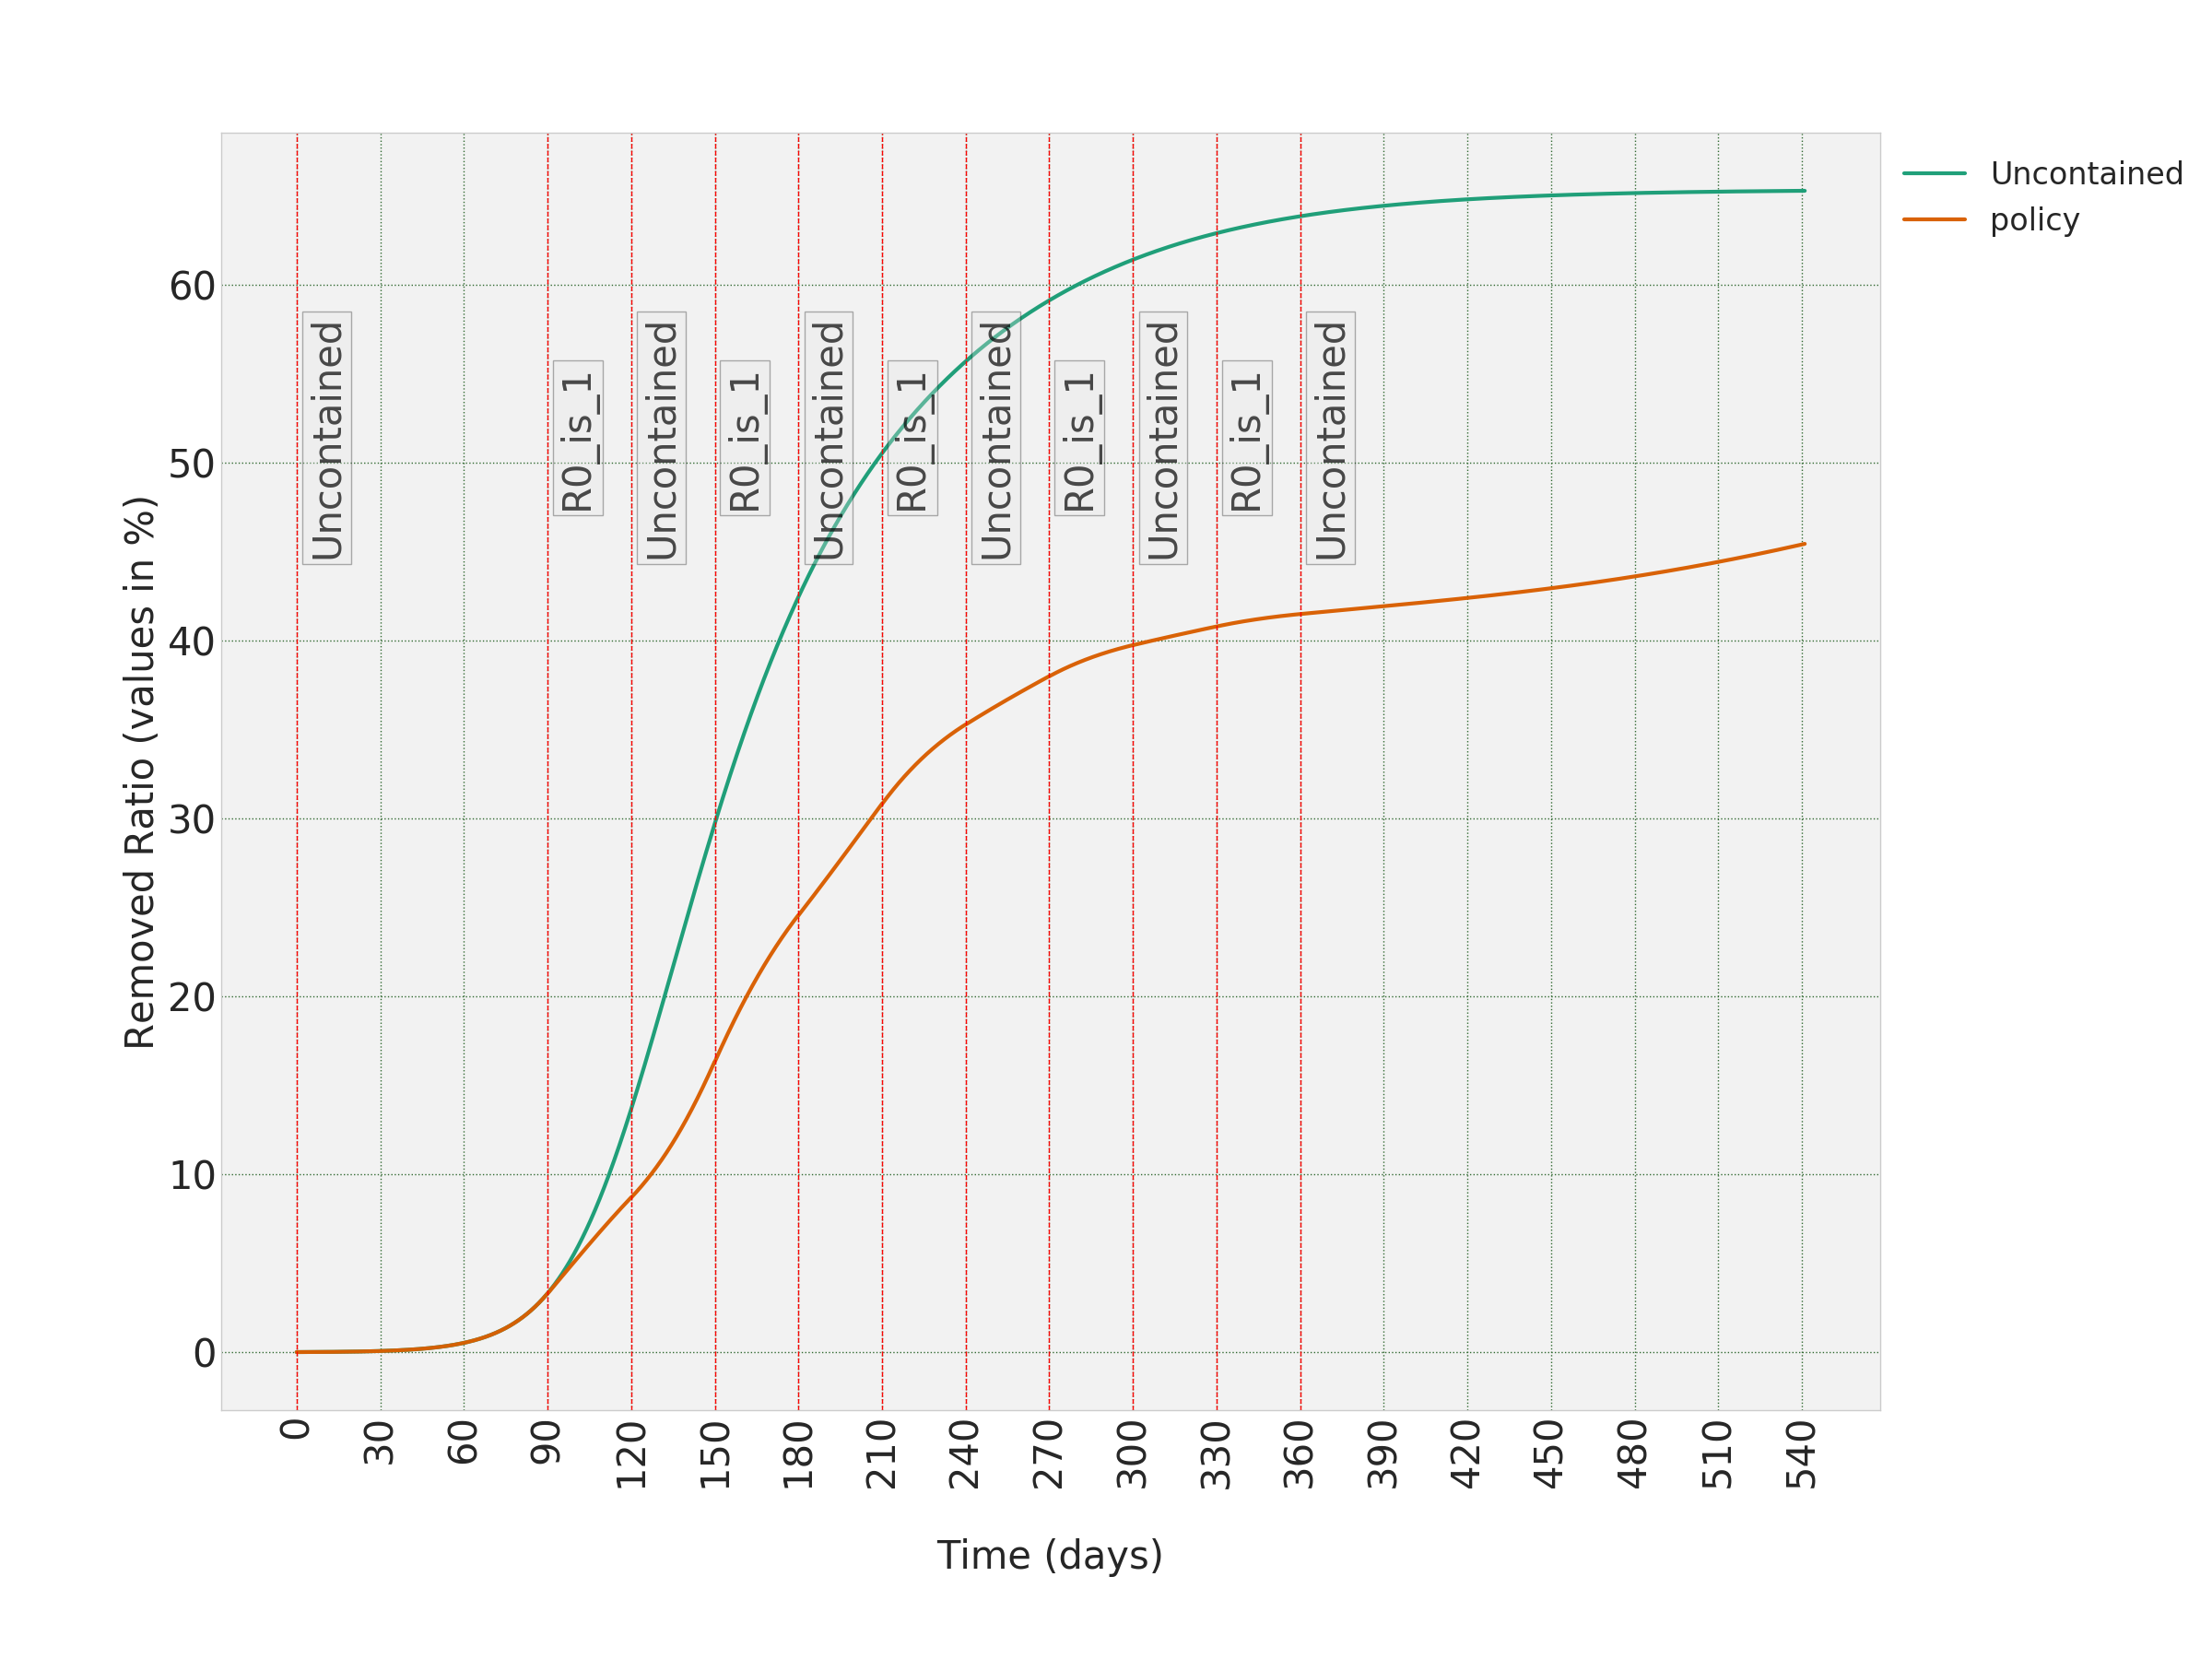 Uncontained
policy
Removed Ratio (values in %)
60
50
40
30
20
10
0
Uncontained
R0_is_1
Uncontained
R0_is_1
Uncontained
R0_is_1
Uncontained
R0_is_1
Uncontained
R0_is_1
Uncontained
0 30 60 90 120 150 180 210 240 270 300 330 360 390 420 450 480 510 540
Time (days)